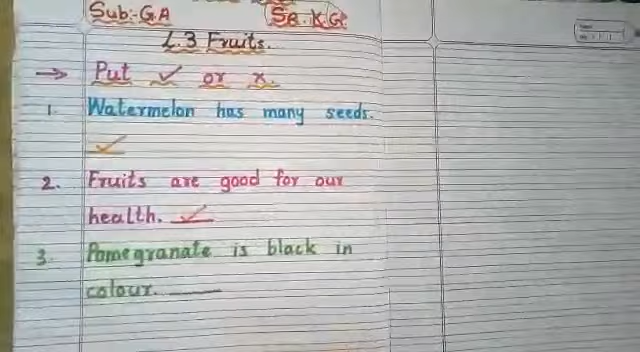 Sub:- G.A
SR. K.G.
L.3 Fruits.
→ Put ✓ or x.
1. Watermelon has many seeds.
✓
2. Fruits are good for our
health. ✓
3. Pomegranate is black in
colour. ____